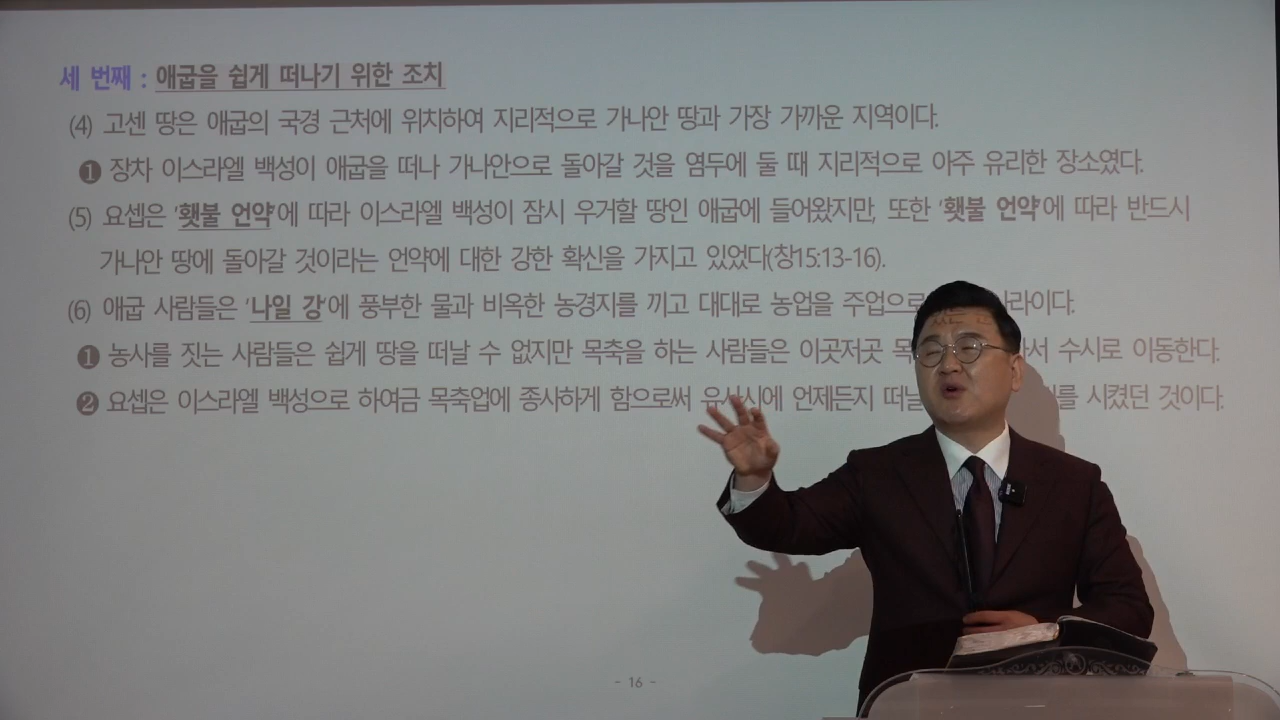 세 번째 : 애굽을 쉽게 떠나기 위한 조치
(4) 고센 땅은 애굽의 국경 근처에 위치하여 지리적으로 가나안 땅과 가장 가까운 지역이다.
❶ 장차 이스라엘 백성이 애굽을 떠나 가나안으로 돌아갈 것을 염두에 둘 때 지리적으로 아주 유리한 장소였다.
(5) 요셉은 '횃불 언약'에 따라 이스라엘 백성이 잠시 우거할 땅인 애굽에 들어왔지만, 또한 '횃불 언약'에 따라 반드시
가나안 땅에 돌아갈 것이라는 언약에 대한 강한 확신을 가지고 있었다(창15:13-16).
(6) 애굽 사람들은 '나일 강'에 풍부한 물과 비옥한 농경지를 끼고 대대로 농업을 주업으로
❶ 농사를 짓는 사람들은 쉽게 땅을 떠날 수 없지만 목축을 하는 사람들은 이곳저곳 수시로 이동한다.
❷ 요셉은 이스라엘 백성으로 하여금 목축업에 종사하게 함으로써 유사시에 언제든지 시켰던 것이다.
- 16 -